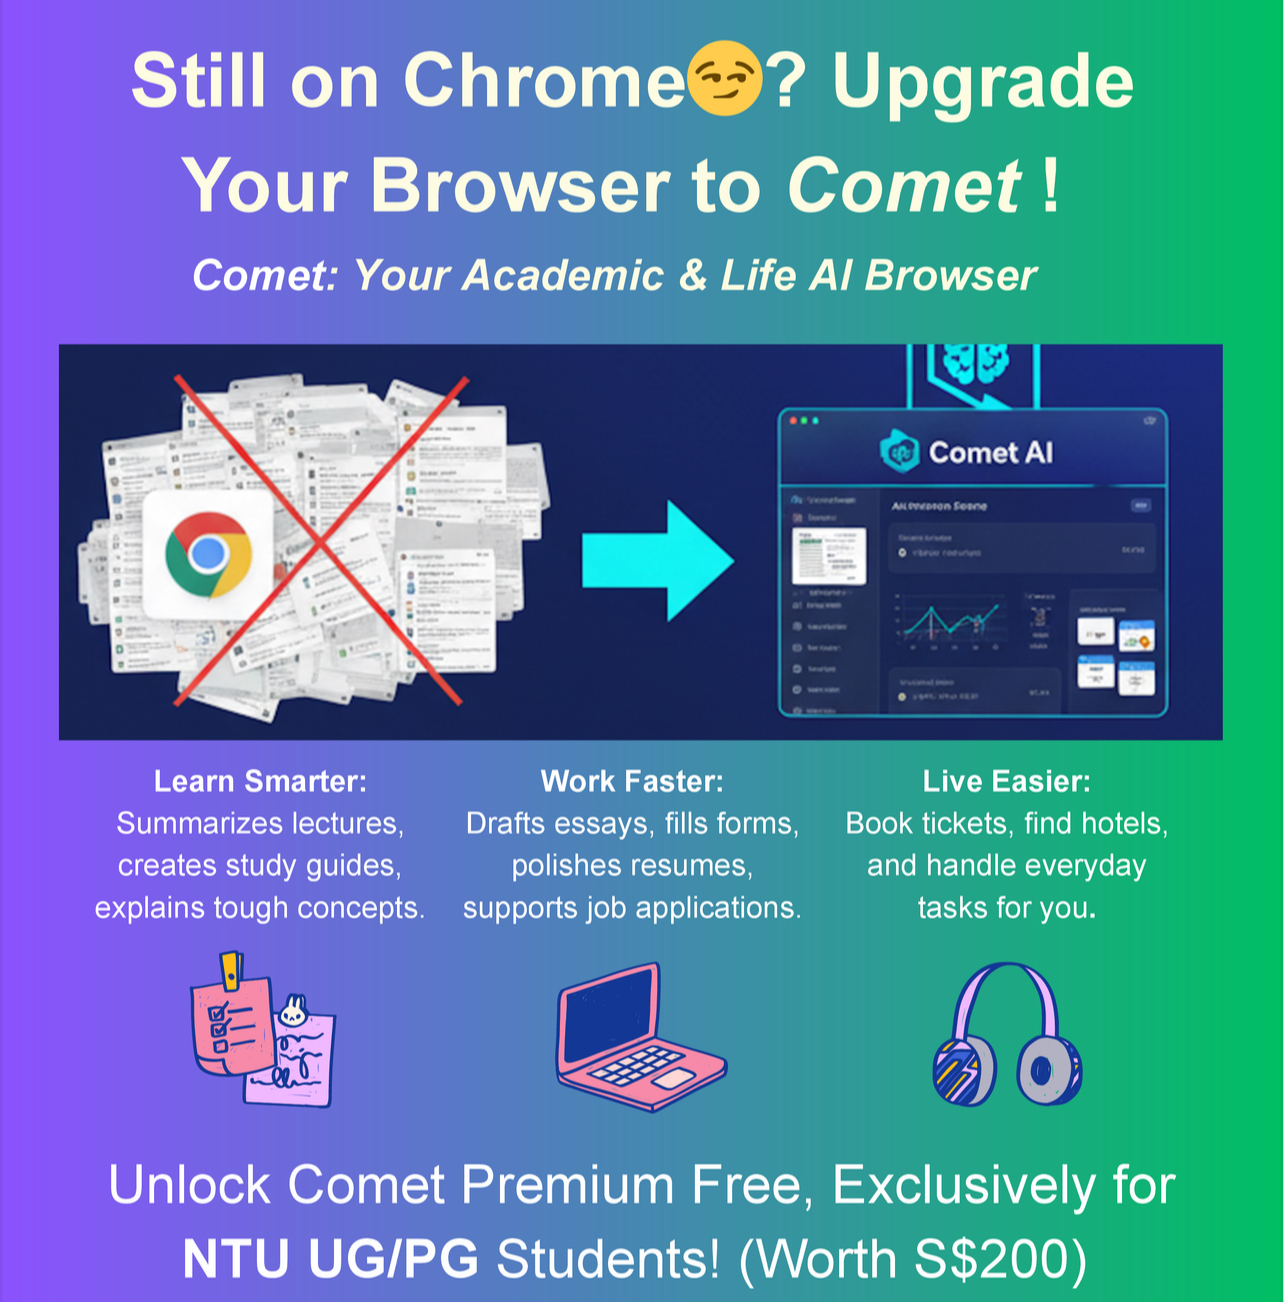 Still on Chrome😏? Upgrade
Your Browser to Comet !
Comet: Your Academic & Life AI Browser
Comet AI
Learn Smarter:
Summarizes lectures,
creates study guides,
explains tough concepts.
Work Faster:
Drafts essays, fills forms,
polishes resumes,
supports job applications.
Live Easier:
Book tickets, find hotels,
and handle everyday
tasks for you.
Unlock Comet Premium Free, Exclusively for
NTU UG/PG Students! (Worth S$200)